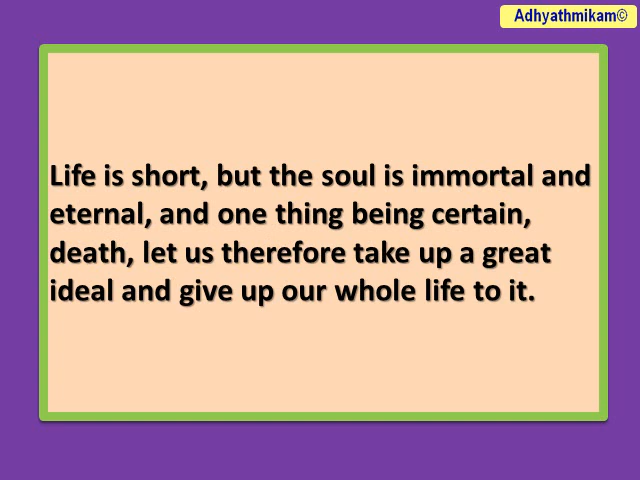 Adhyathmikam©
Life is short, but the soul is immortal and
eternal, and one thing being certain,
death, let us therefore take up a great
ideal and give up our whole life to it.